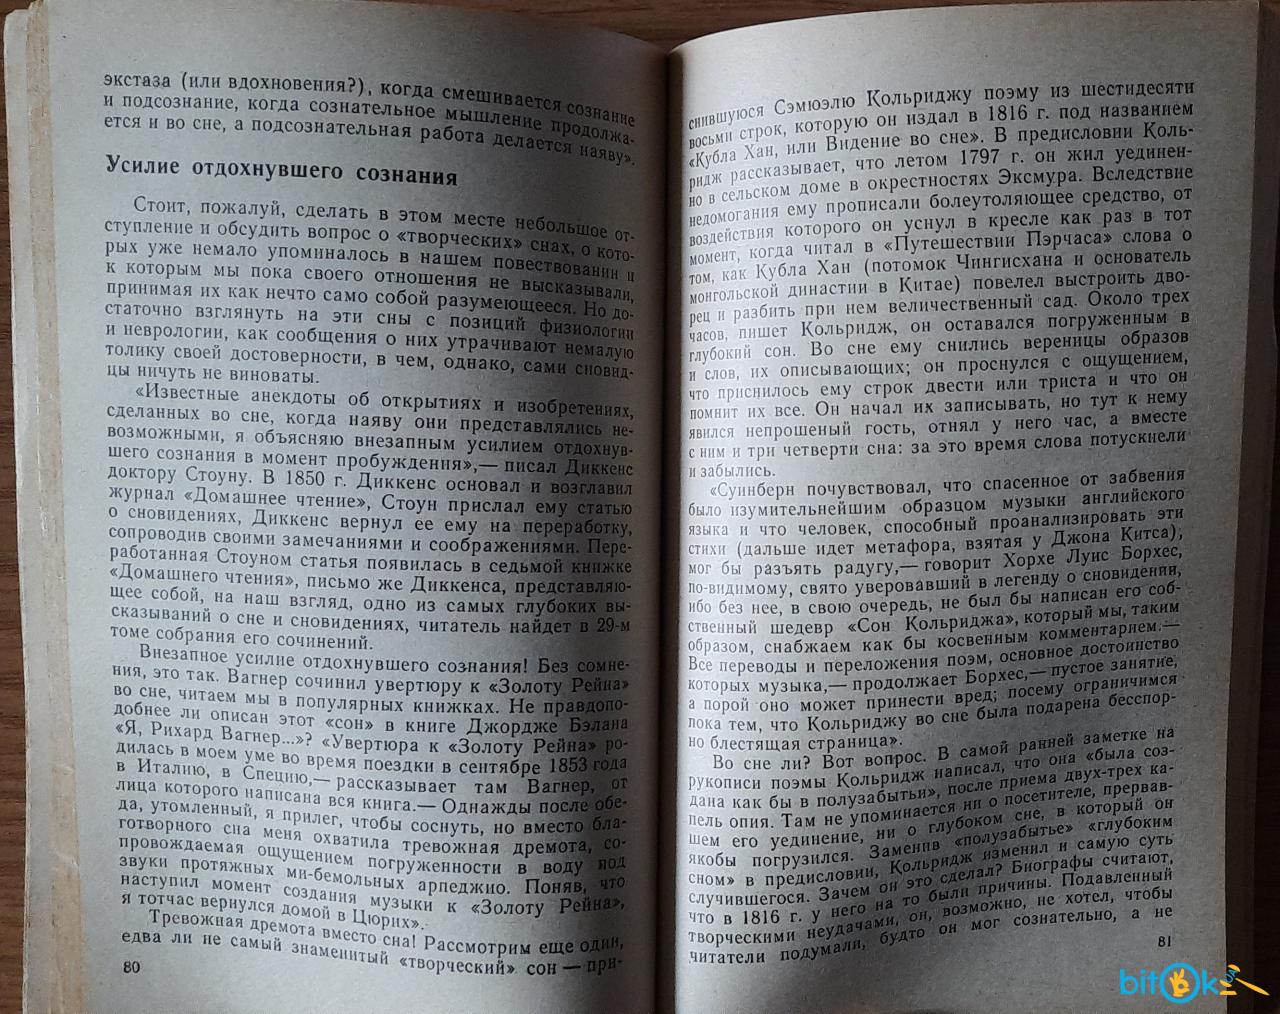 экстаза (или вдохновения?), когда смешивается сознание
и подсознание, когда сознательное мышление продолжа-
ется и во сне, а подсознательная работа делается наяву».
Усилие отдохнувшего сознания
Стоит, пожалуй, сделать в этом месте небольшое от-
ступление и обсудить вопрос о «творческих» снах, о кото-
рых уже немало упоминалось в нашем повествовании и
к которым мы пока своего отношения не высказывали,
принимая их как нечто само собой разумеющееся. Но до-
статочно взглянуть на эти сны с позиций физиологии
и неврологии, как сообщения о них утрачивают немалую
толику своей достоверности, в чем, однако, сами сновид-
цы ничуть не виноваты.
«Известные анекдоты об открытиях и изобретениях,
сделанных во сне, когда наяву они представлялись не-
возможными, я объясняю внезапным усилием отдохнув-
шего сознания в момент пробуждения»,— писал Диккенс
доктору Стоуну. В 1850 г. Диккенс основал и возглавил
журнал «Домашнее чтение», Стоун прислал ему статью
о сновидениях, Диккенс вернул ее ему на переработку,
сопроводив своими замечаниями и соображениями. Пере-
работанная Стоуном статья появилась в седьмой книжке
«Домашнего чтения», письмо же Диккенса, представляю-
щее собой, на наш взгляд, одно из самых глубоких вы-
сказываний о сне и сновидениях, читатель найдет в 29-м
томе собрания его сочинений.
Внезапное усилие отдохнувшего сознания! Без сомне-
ния, это так. Вагнер сочинил увертюру к «Золоту Рейна»
во сне, читаем мы в популярных книжках. Не правдопо-
добнее ли описан этот «сон» в книге Джордже Бэлана
«Я, Рихард Вагнер...»? «Увертюра к «Золоту Рейна» ро-
дилась в моем уме во время поездки в сентябре 1853 года
в Италию, в Специю,— рассказывает там Вагнер, от
лица которого написана вся книга.— Однажды после обе-
да, утомленный, я прилег, чтобы соснуть, но вместо бла-
готворного сна меня охватила тревожная дремота, со-
провождаемая ощущением погруженности в воду под
звуки протяжных ми-бемольных арпеджио. Поняв, что
наступил момент создания музыки к «Золоту Рейна»,
я тотчас вернулся домой в Цюрих».
Тревожная дремота вместо сна! Рассмотрим еще один,
едва ли не самый знаменитый «творческий» сон — при-
80
снившуюся Сэмюэлю Кольриджу поэму из шестидесяти
восьми строк, которую он издал в 1816 г. под названием
«Кубла Хан, или Видение во сне». В предисловии Коль-
ридж рассказывает, что летом 1797 г. он жил уединен-
но в сельском доме в окрестностях Эксмура. Вследствие
недомогания ему прописали болеутоляющее средство, от
воздействия которого он уснул в кресле как раз в тот
момент, когда читал в «Путешествии Пэрчаса» слова о
том, как Кубла Хан (потомок Чингисхана и основатель
монгольской династии в Китае) повелел выстроить дво-
рец и разбить при нем величественный сад. Около трех
часов, пишет Кольридж, он оставался погруженным в
глубокий сон. Во сне ему снились вереницы образов
и слов, их описывающих; он проснулся с ощущением,
что приснилось ему строк двести или триста и что он
помнит их все. Он начал их записывать, но тут к нему
явился непрошеный гость, отнял у него час, а вместе
с ним и три четверти сна: за это время слова потускнели
и забылись.
«Суинберн почувствовал, что спасенное от забвения
было изумительнейшим образцом музыки английского
языка и что человек, способный проанализировать эти
стихи (дальше идет метафора, взятая у Джона Китса),
мог бы разъять радугу,— говорит Хорхе Луис Борхес,
по-видимому, свято уверовавший в легенду о сновидении,
ибо без нее, в свою очередь, не был бы написан его соб-
ственный шедевр «Сон Кольриджа», который мы, таким
образом, снабжаем как бы косвенным комментарием.—
Все переводы и переложения поэм, основное достоинство
которых музыка,— продолжает Борхес,— пустое занятие,
а порой оно может принести вред; посему ограничимся
пока тем, что Кольриджу во сне была подарена бесспор-
но блестящая страница».
Во сне ли? Вот вопрос. В самой ранней заметке на
рукописи поэмы Кольридж написал, что она «была соз-
дана как бы в полузабытьи», после приема двух-трех ка-
пель опия. Там не упоминается ни о посетителе, прервав-
шем его уединение, ни о глубоком сне, в который он
якобы погрузился. Заменив «полузабытье» «глубоким
сном» в предисловии, Кольридж изменил и самую суть
случившегося. Зачем он это сделал? Биографы считают,
что в 1816 г. у него на то были причины. Подавленный
творческими неудачами, он, возможно, не хотел, чтобы
читатели подумали, будто он мог сознательно, а не
81
bitok.ua